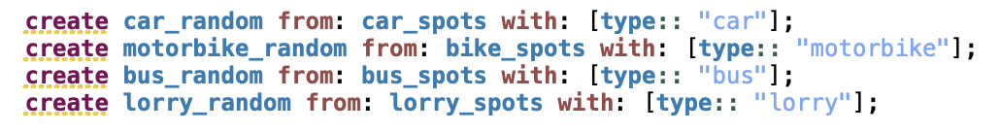 create car_random from: car_spots with: [type:: "car"];
create motorbike_random from: bike_spots with: [type:: "motorbike"];
create bus_random from: bus_spots with: [type:: "bus"];
create lorry_random from: lorry_spots with: [type:: "lorry"];